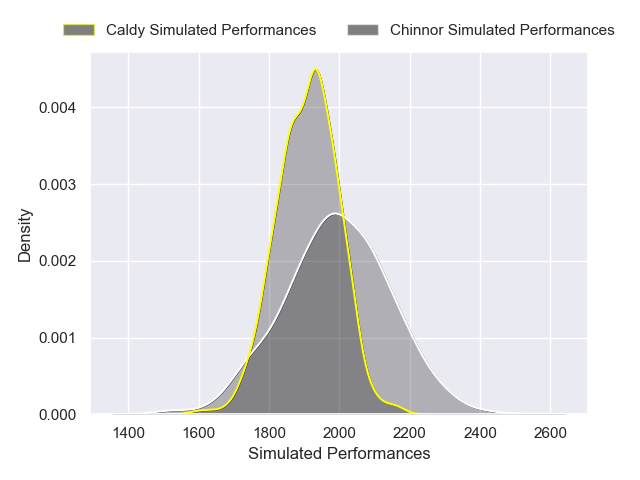 Caldy Simulated Performances
Chinnor Simulated Performances
Density
0.004
0.003
0.002
0.001
0.000
1400 1600 1800 2000 2200 2400 2600
Simulated Performances